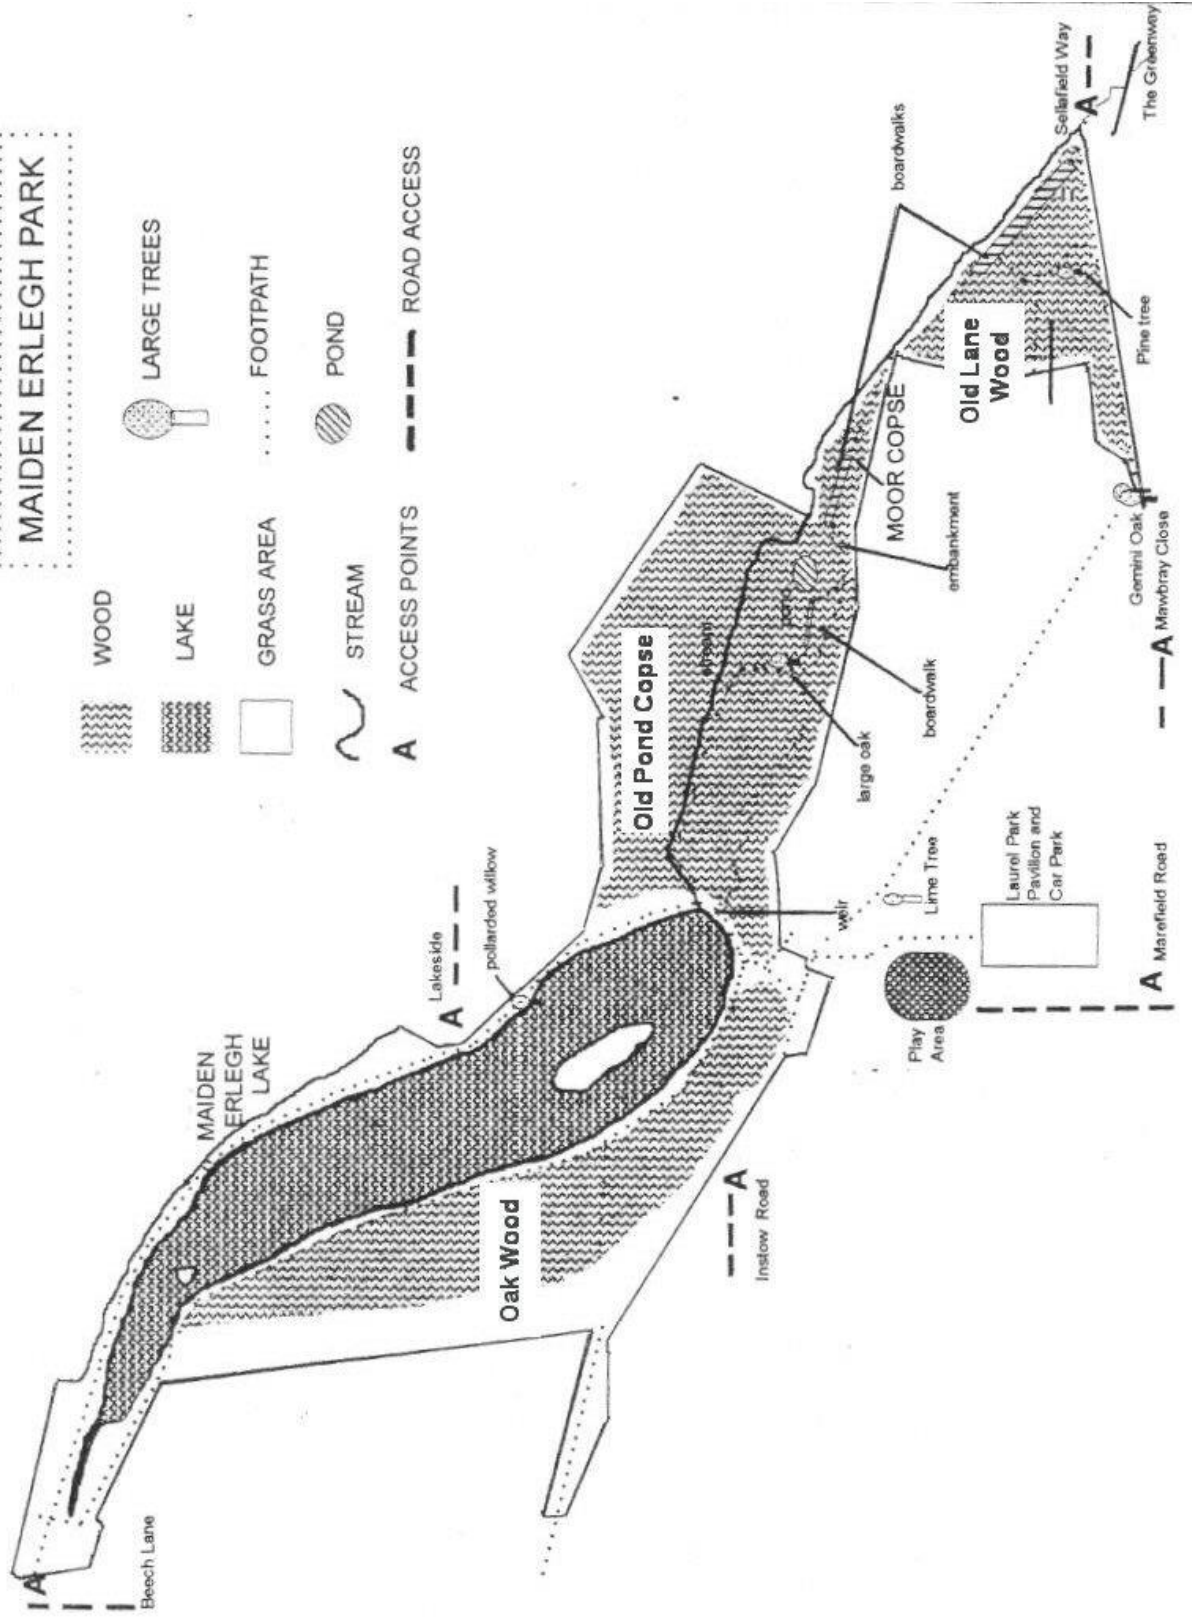 MAIDEN ERLEGH PARK
WOOD
LARGE TREES
LAKE
GRASS AREA
FOOTPATH
STREAM
POND
A
ACCESS POINTS
ROAD ACCESS
A
Beech Lane
MAIDEN
ERLEGH
LAKE
Lakeside
A
pollarded willow
Oak Wood
Instow Road
A
Old Pond Copse
stream
pond
weir
large oak
boardwalk
embankment
MOOR COPSE
boardwalks
Old Lane
Wood
Pine tree
Sellafield Way
A
The Greenway
Gemini Oak
A
Mawbray Close
Lime Tree
Laurel Park
Pavilion and
Car Park
Play
Area
A
Marefield Road